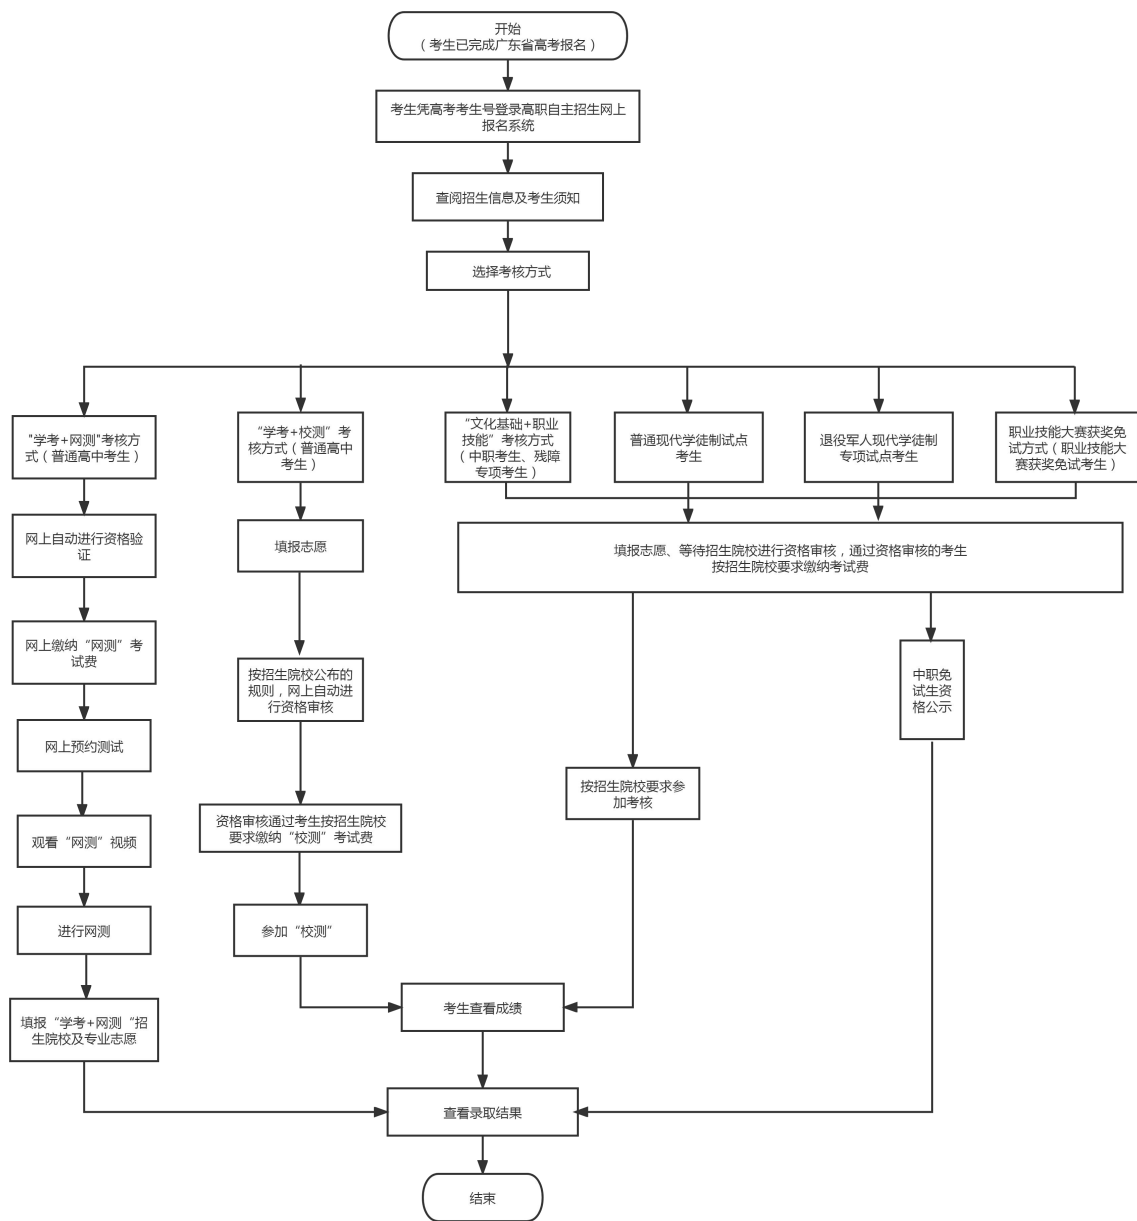 开始
（考生已完成广东省高考报名）
考生凭高考考生号登录高职自主招生网上
报名系统
查阅招生信息及考生须知
选择考核方式
"学考+网测"考核方
式（普通高中考生）
网上自动进行资格验
证
网上缴纳“网测”考
试费
网上预约测试
观看“网测”视频
进行网测
填报“学考+网测“招
生院校及专业志愿
“学考+校测”考
核方式（普通高中
考生）
填报志愿
按招生院校公布的
规则，网上自动进
行资格审核
资格审核通过考生按招生院校
要求缴纳“校测”考试费
参加“校测”
“文化基础+职业
技能”考核方式
（中职考生、残障
专项考生）
普通现代学徒制试点
考生
退役军人现代学徒制
专项试点考生
职业技能大赛获奖免
试方式（职业技能大
赛获奖免试考生）
填报志愿、等待招生院校进行资格审核，通过资格审核的考生
按招生院校要求缴纳考试费
按招生院校要求参
加考核
中职免
试生资
格公示
考生查看成绩
查看录取结果
结束